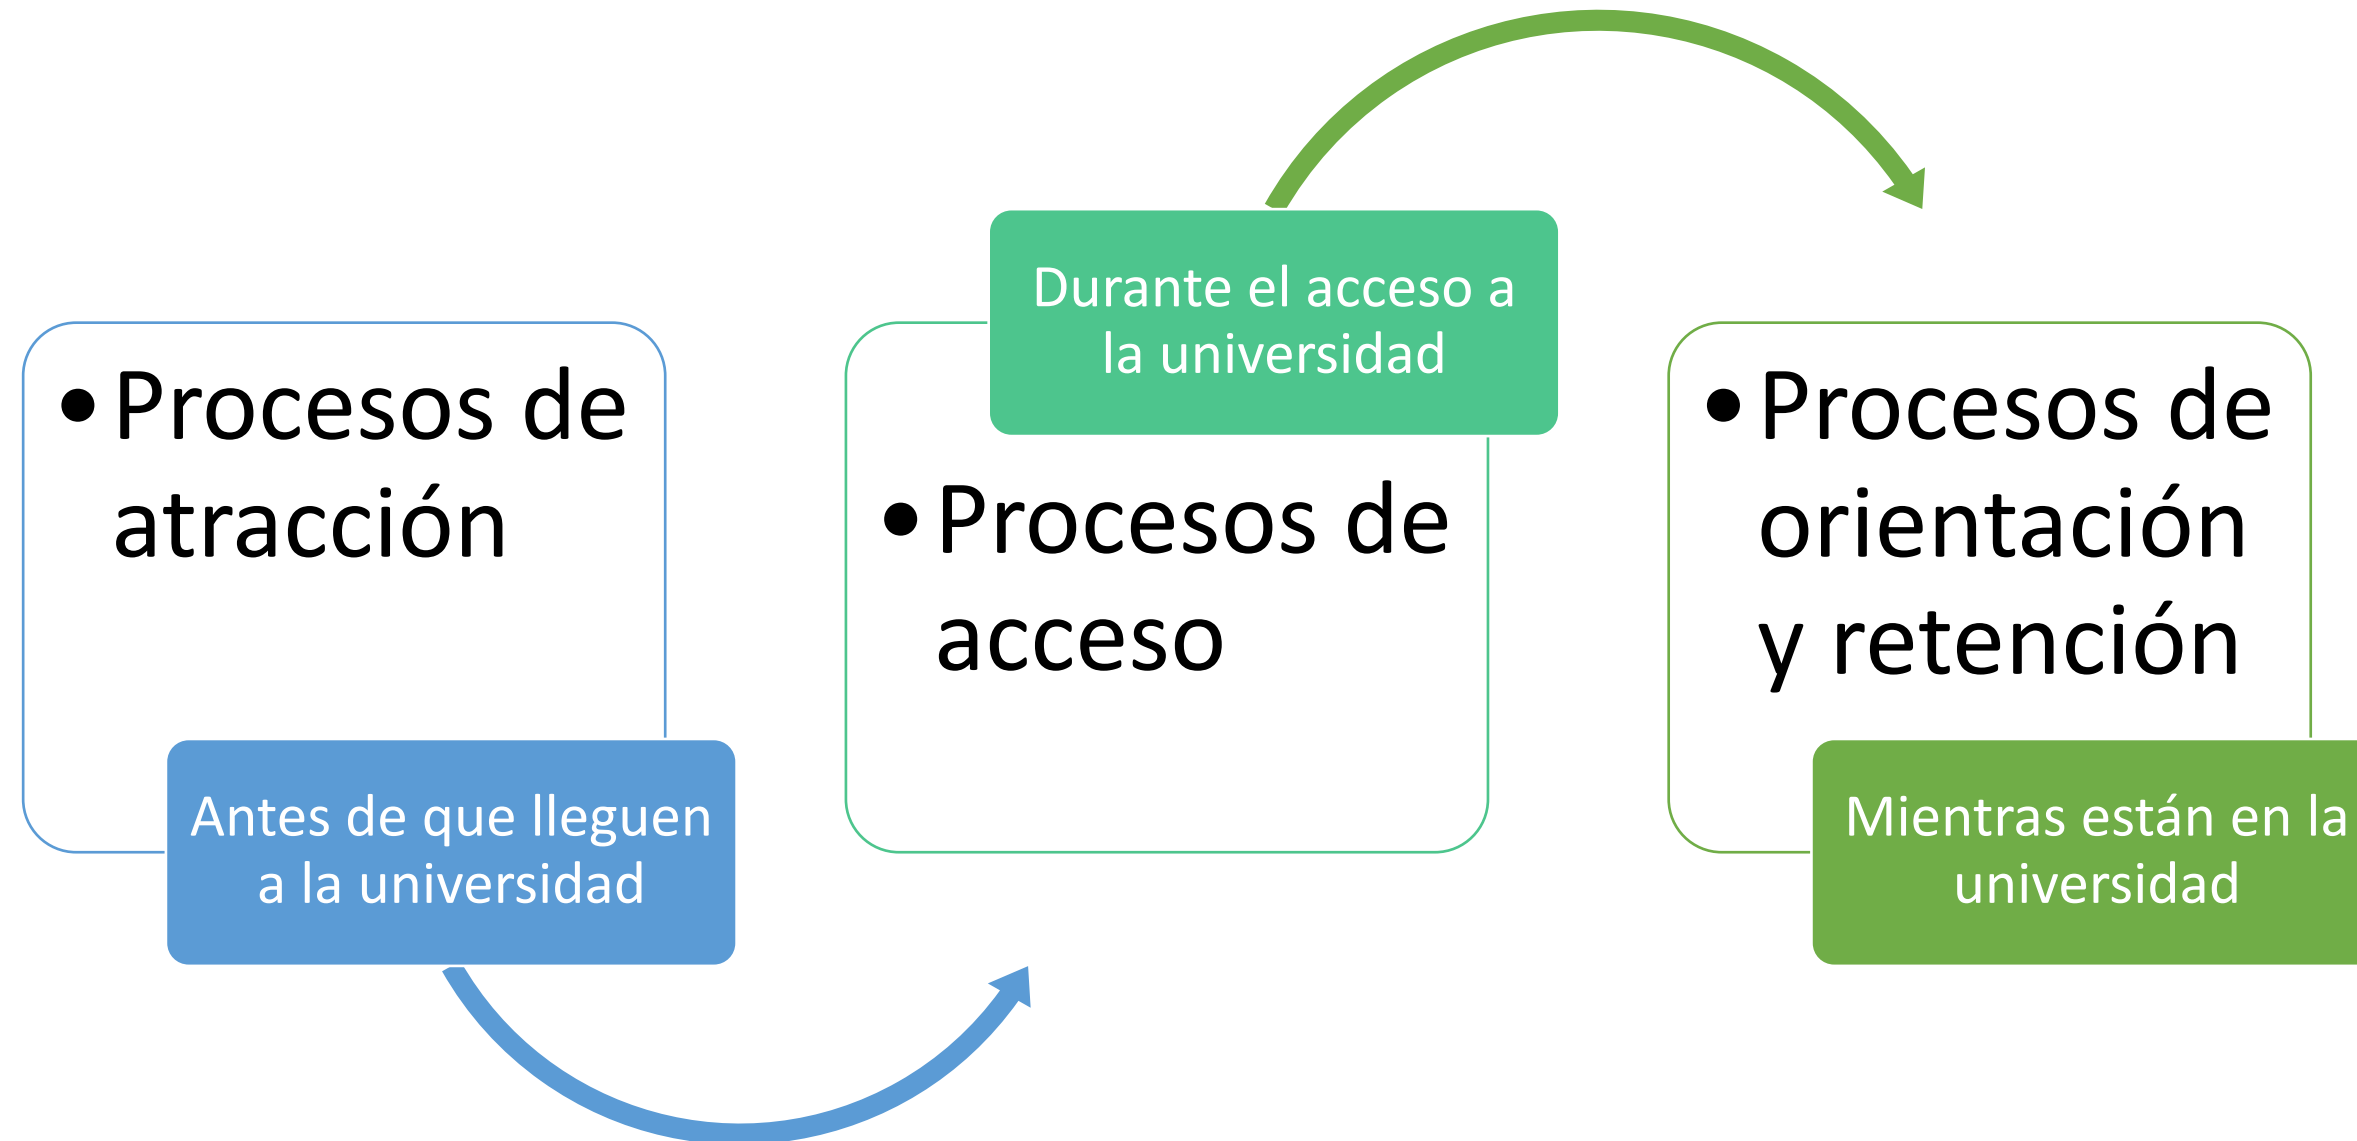 •Procesos de
atracción
Antes de que lleguen
a la universidad
Durante el acceso a
la universidad
•Procesos de
acceso
•Procesos de
orientación
y retención
Mientras están en la
universidad